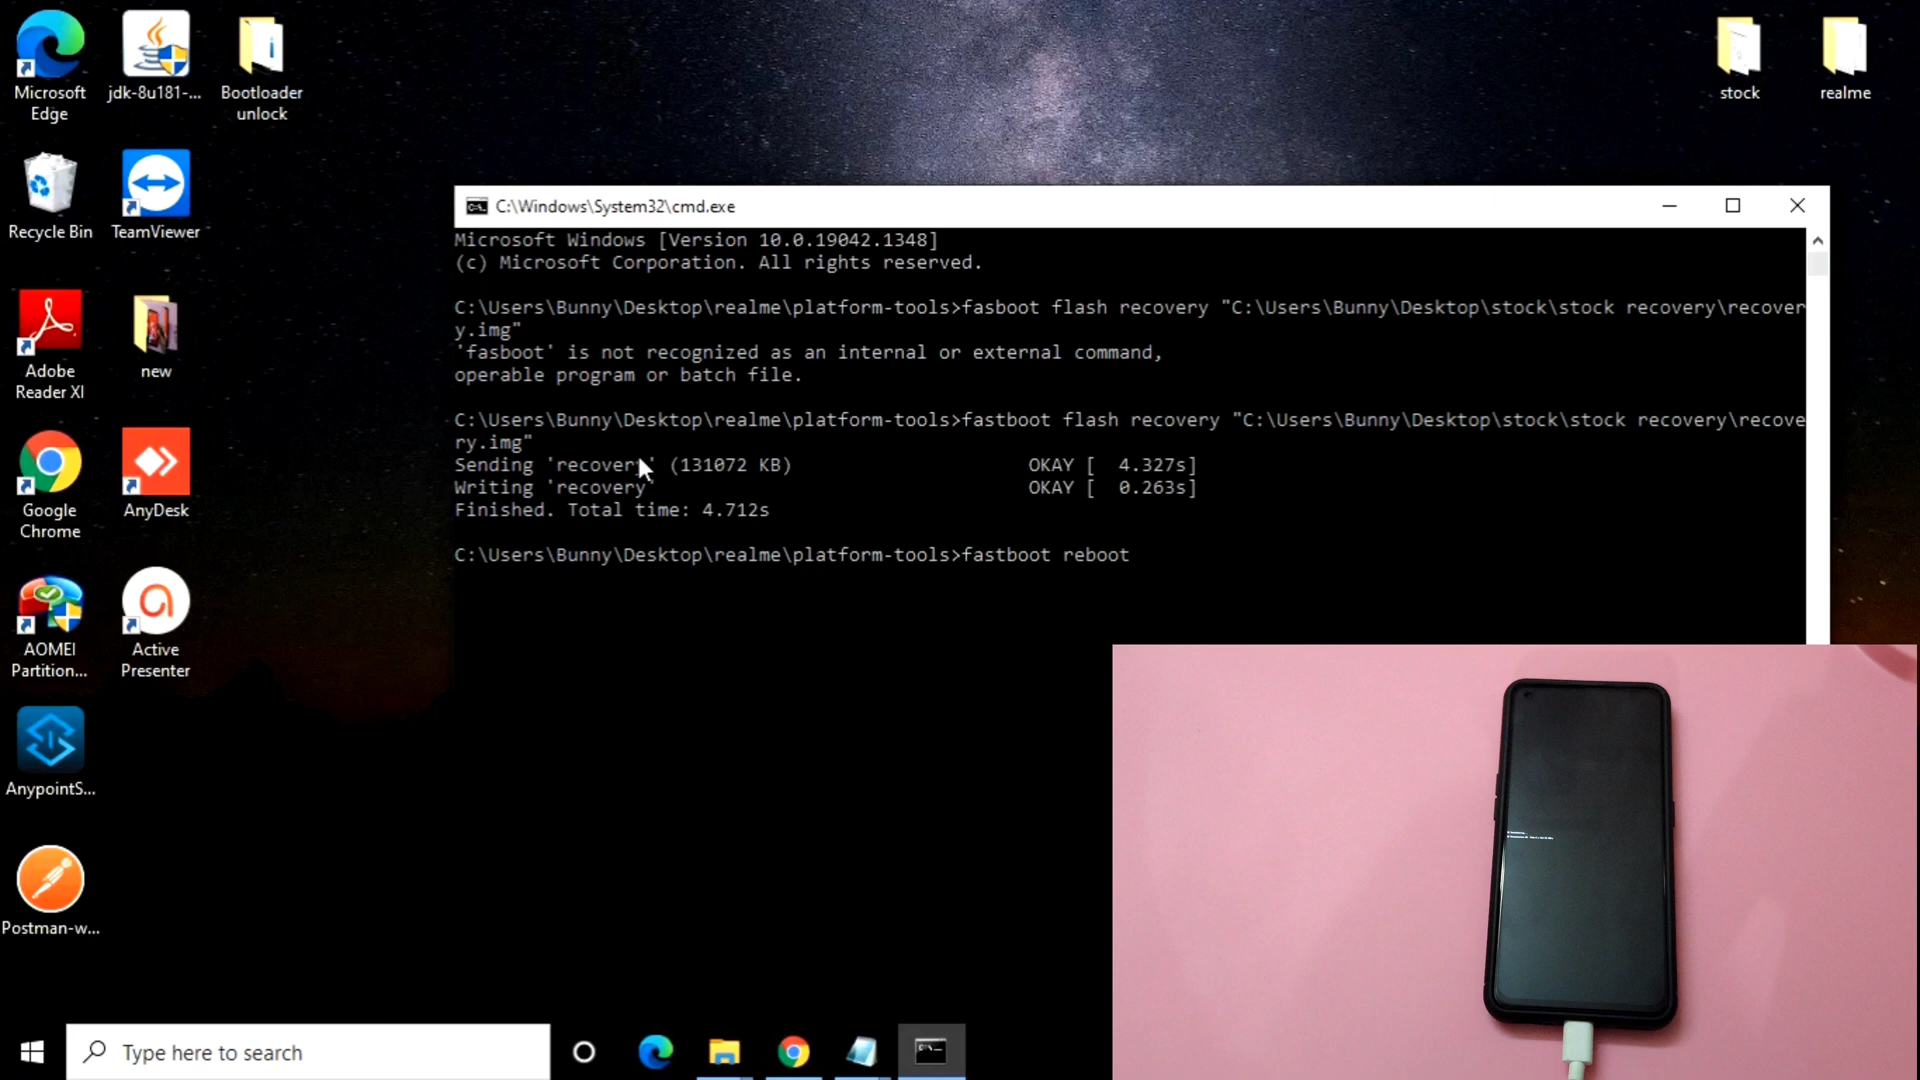 Microsoft
Edge
jdk-8u181-...
Bootloader
unlock
stock
realme
Recycle Bin
TeamViewer
Adobe
Reader XI
new
Google
Chrome
AnyDesk
AOMEI
Partition...
Active
Presenter
AnypointS...
Postman-w...
C:\Windows\System32\cmd.exe
Microsoft Windows [Version 10.0.19042.1348]
(c) Microsoft Corporation. All rights reserved.
C:\Users\Bunny\Desktop\realme\platform-tools>fasboot flash recovery "C:\Users\Bunny\Desktop\stock\stock recovery\recover
y.img"
'fasboot' is not recognized as an internal or external command,
operable program or batch file.
C:\Users\Bunny\Desktop\realme\platform-tools>fastboot flash recovery "C:\Users\Bunny\Desktop\stock\stock recovery\recove
ry.img"
Sending 'recovery' (131072 KB) OKAY [ 4.327s]
Writing 'recovery' OKAY [ 0.263s]
Finished. Total time: 4.712s
C:\Users\Bunny\Desktop\realme\platform-tools>fastboot reboot
Type here to search